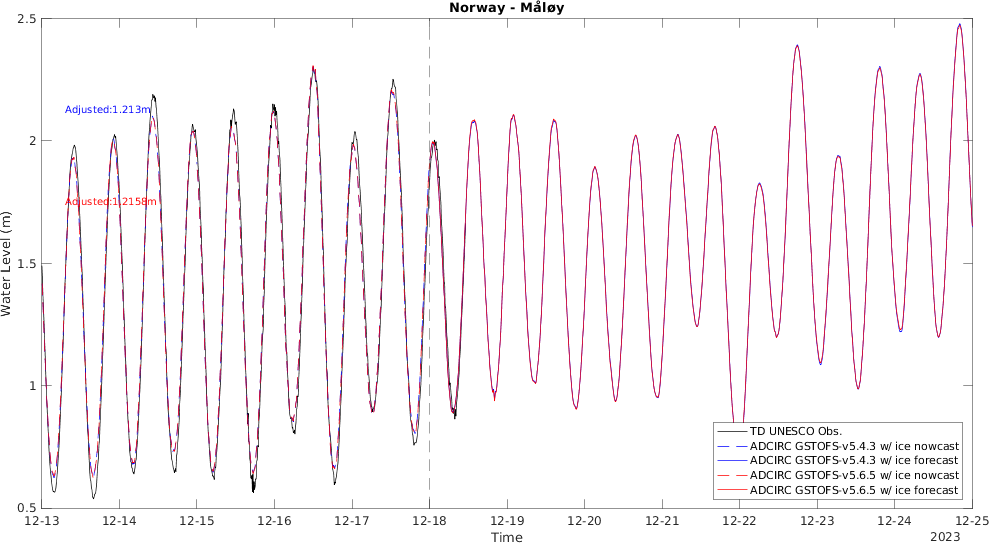 Norway - Måløy
2.5
2
1.5
1
0.5
Water Level (m)
Adjusted:1.213m
Adjusted:1.2158m
TD UNESCO Obs.
ADCIRC GSTOFS-v5.4.3 w/ ice nowcast
ADCIRC GSTOFS-v5.4.3 w/ ice forecast
ADCIRC GSTOFS-v5.6.5 w/ ice nowcast
ADCIRC GSTOFS-v5.6.5 w/ ice forecast
12-13 12-14 12-15 12-16 12-17 12-18 12-19 12-20 12-21 12-22 12-23 12-24 12-25
Time
2023